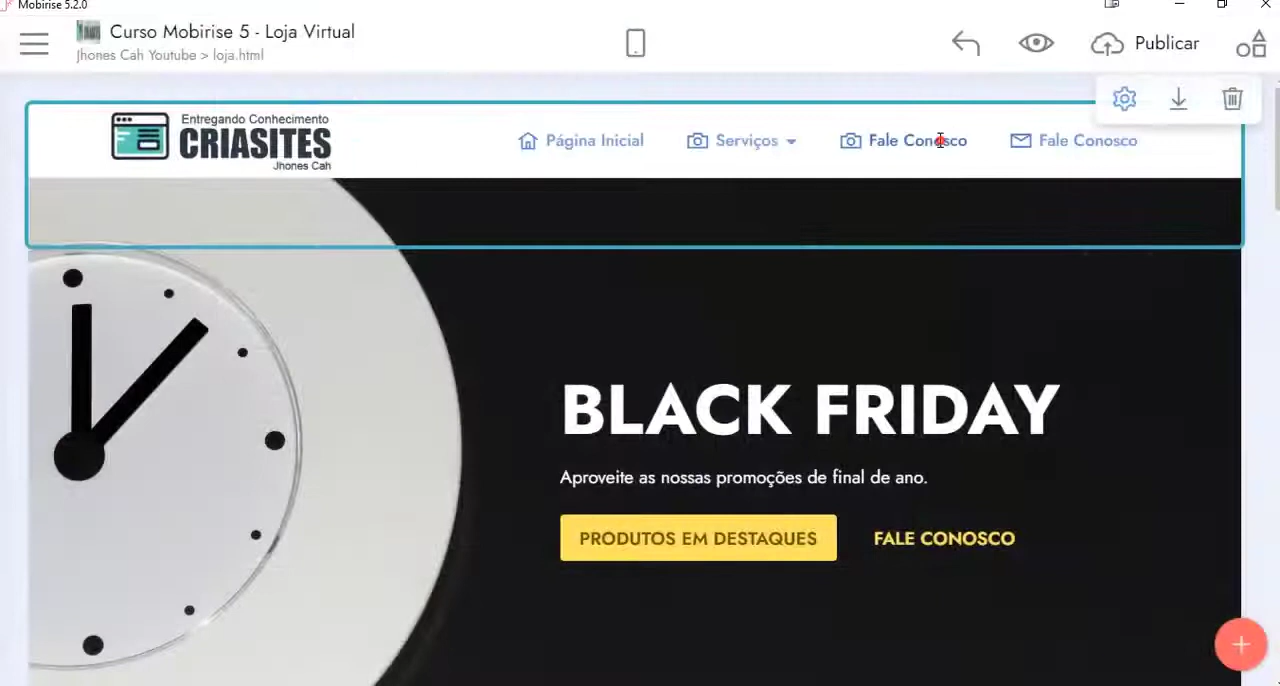 Mobirise 5.2.0
Curso Mobirise 5 - Loja Virtual
Jhones Cah Youtube > loja.html
Publicar
Entregando Conhecimento
CRIASITES
Jhones Cah
Página Inicial
Serviços
Fale Conosco
Fale Conosco
BLACK FRIDAY
Aproveite as nossas promoções de final de ano.
PRODUTOS EM DESTAQUES
FALE CONOSCO